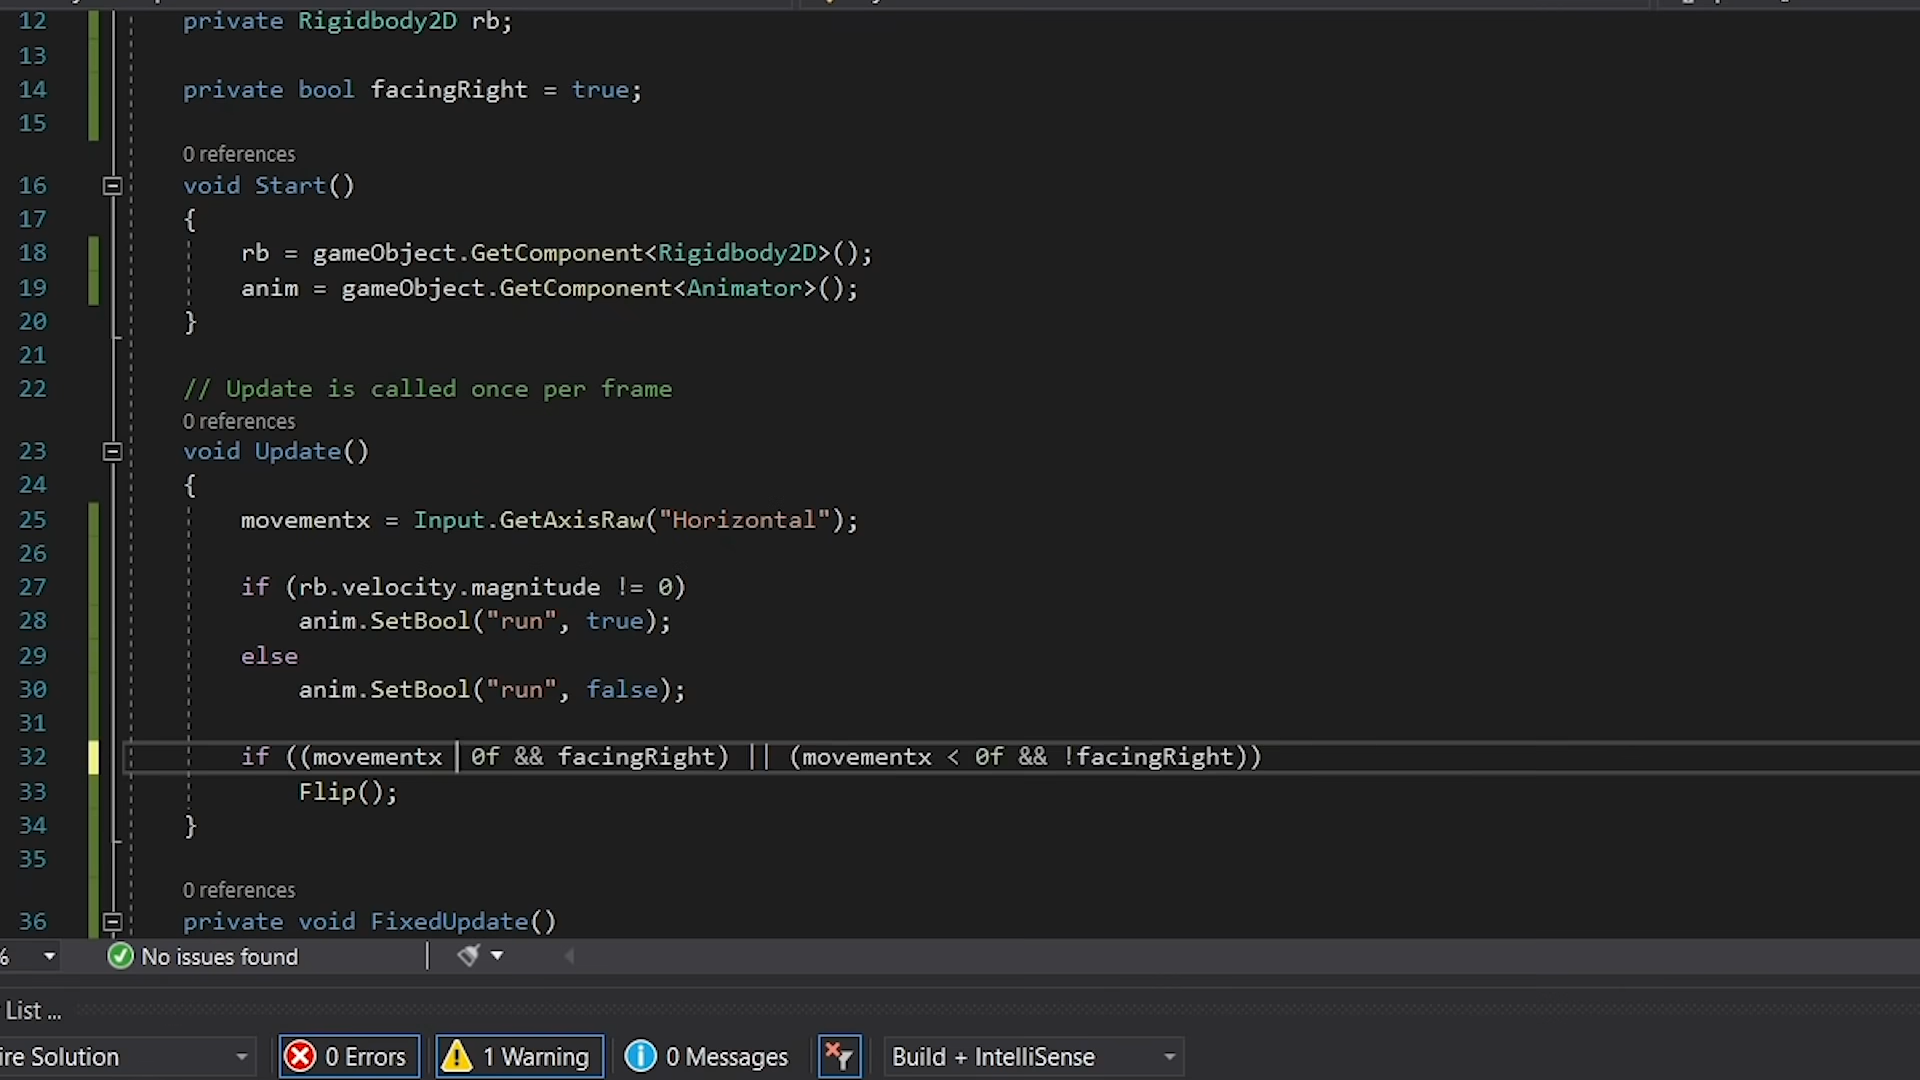 12 private Rigidbody2D rb;
13
14 private bool facingRight = true;
15
0 references
16 void Start()
17 {
18 rb = gameObject.GetComponent<Rigidbody2D>();
19 anim = gameObject.GetComponent<Animator>();
20 }
21
22 // Update is called once per frame
0 references
23 void Update()
24 {
25 movementx = Input.GetAxisRaw("Horizontal");
26
27 if (rb.velocity.magnitude != 0)
28 anim.SetBool("run", true);
29 else
30 anim.SetBool("run", false);
31
32 if ((movementx 0f && facingRight) || (movementx < 0f && !facingRight))
33 Flip();
34 }
35
0 references
36 private void FixedUpdate()
% No issues found
List ...
ire Solution 0 Errors 1 Warning 0 Messages Build + IntelliSense